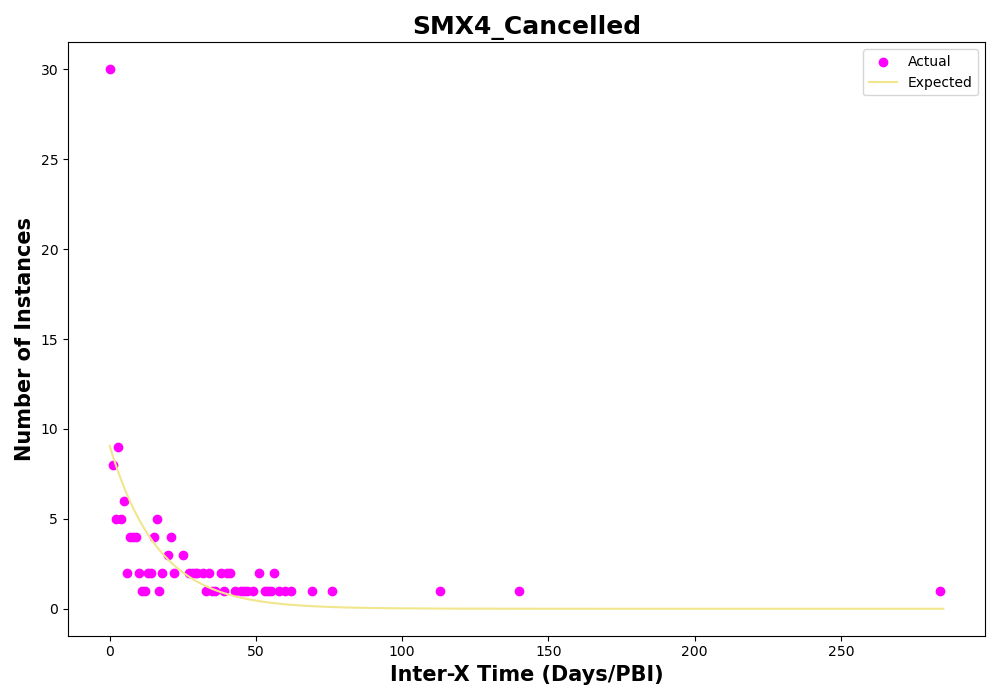 SMX4_Cancelled
Actual
Expected
Number of Instances
30
25
20
15
10
5
0
0 50 100 150 200 250
Inter-X Time (Days/PBI)